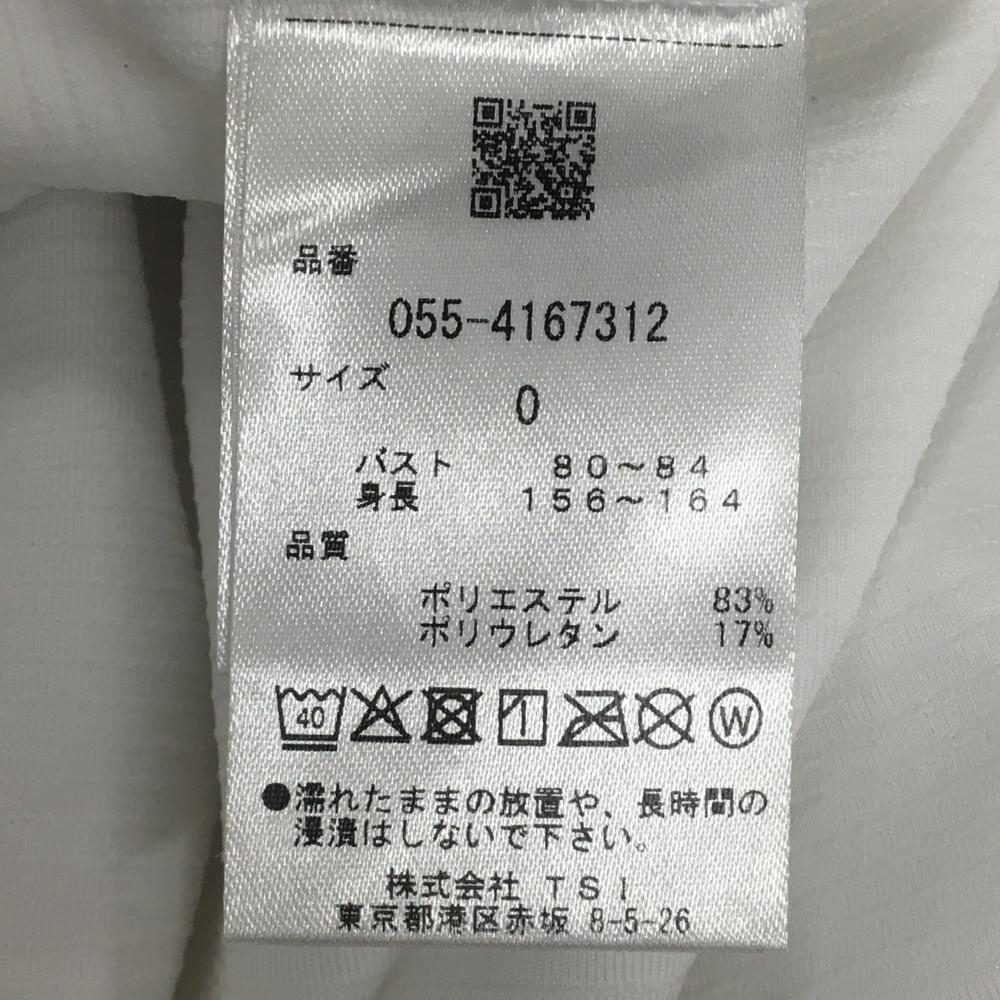 品番
055-4167312
サイズ
0
バスト 80~84
身長 156~164
品質
ポリエステル 83%
ポリウレタン 17%
40 W
●濡れたままの放置や、長時間の
浸漬はしないで下さい。
株式会社 TSI
東京都港区赤坂 8-5-26